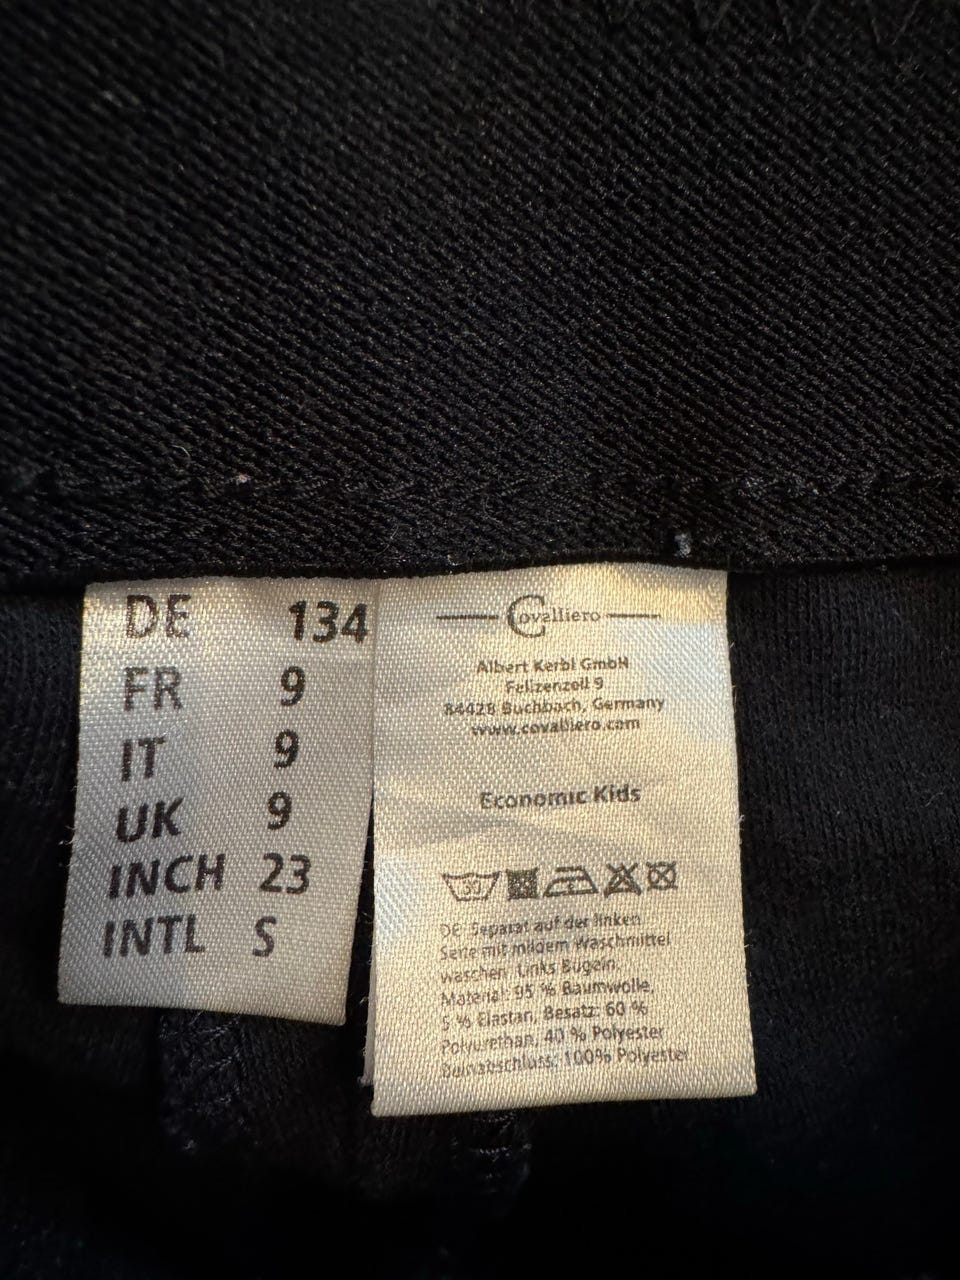 DE 134
FR 9
IT 9
UK 9
INCH 23
INTL S
Covalliero
Albert Kerbl GmbH
Felizenzell 9
84428 Buchbach, Germany
www.covalliero.com
Economic Kids
30
DE: Separat auf der linken
Seite mit mildem Waschmittel
waschen. Links Bügeln.
Material: 95 % Baumwolle,
5 % Elastan, Besatz: 60 %
Polyurethan, 40 % Polyester
Beinabschluss: 100% Polyester